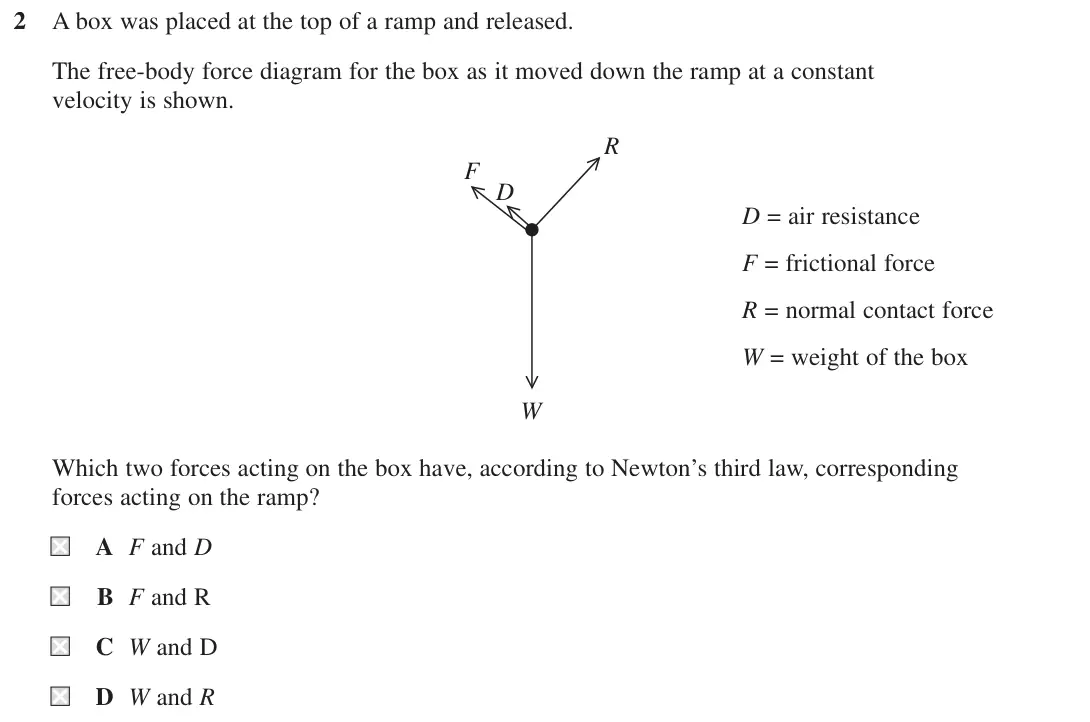 2 A box was placed at the top of a ramp and released.
The free-body force diagram for the box as it moved down the ramp at a constant
velocity is shown.
R
F
D
D = air resistance
F = frictional force
R = normal contact force
W = weight of the box
W
Which two forces acting on the box have, according to Newton's third law, corresponding
forces acting on the ramp?
A F and D
B F and R
C W and D
D W and R